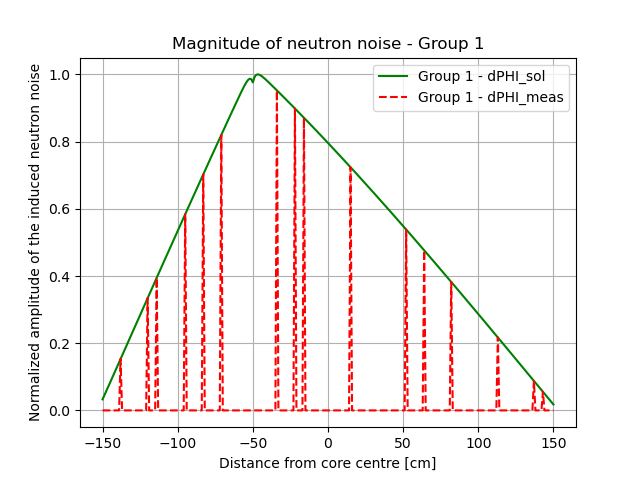 Magnitude of neutron noise - Group 1
Normalized amplitude of the induced neutron noise
1.0
0.8
0.6
0.4
0.2
0.0
Group 1 - dPHI_sol
Group 1 - dPHI_meas
−150
−100
−50
0
50
100
150
Distance from core centre [cm]